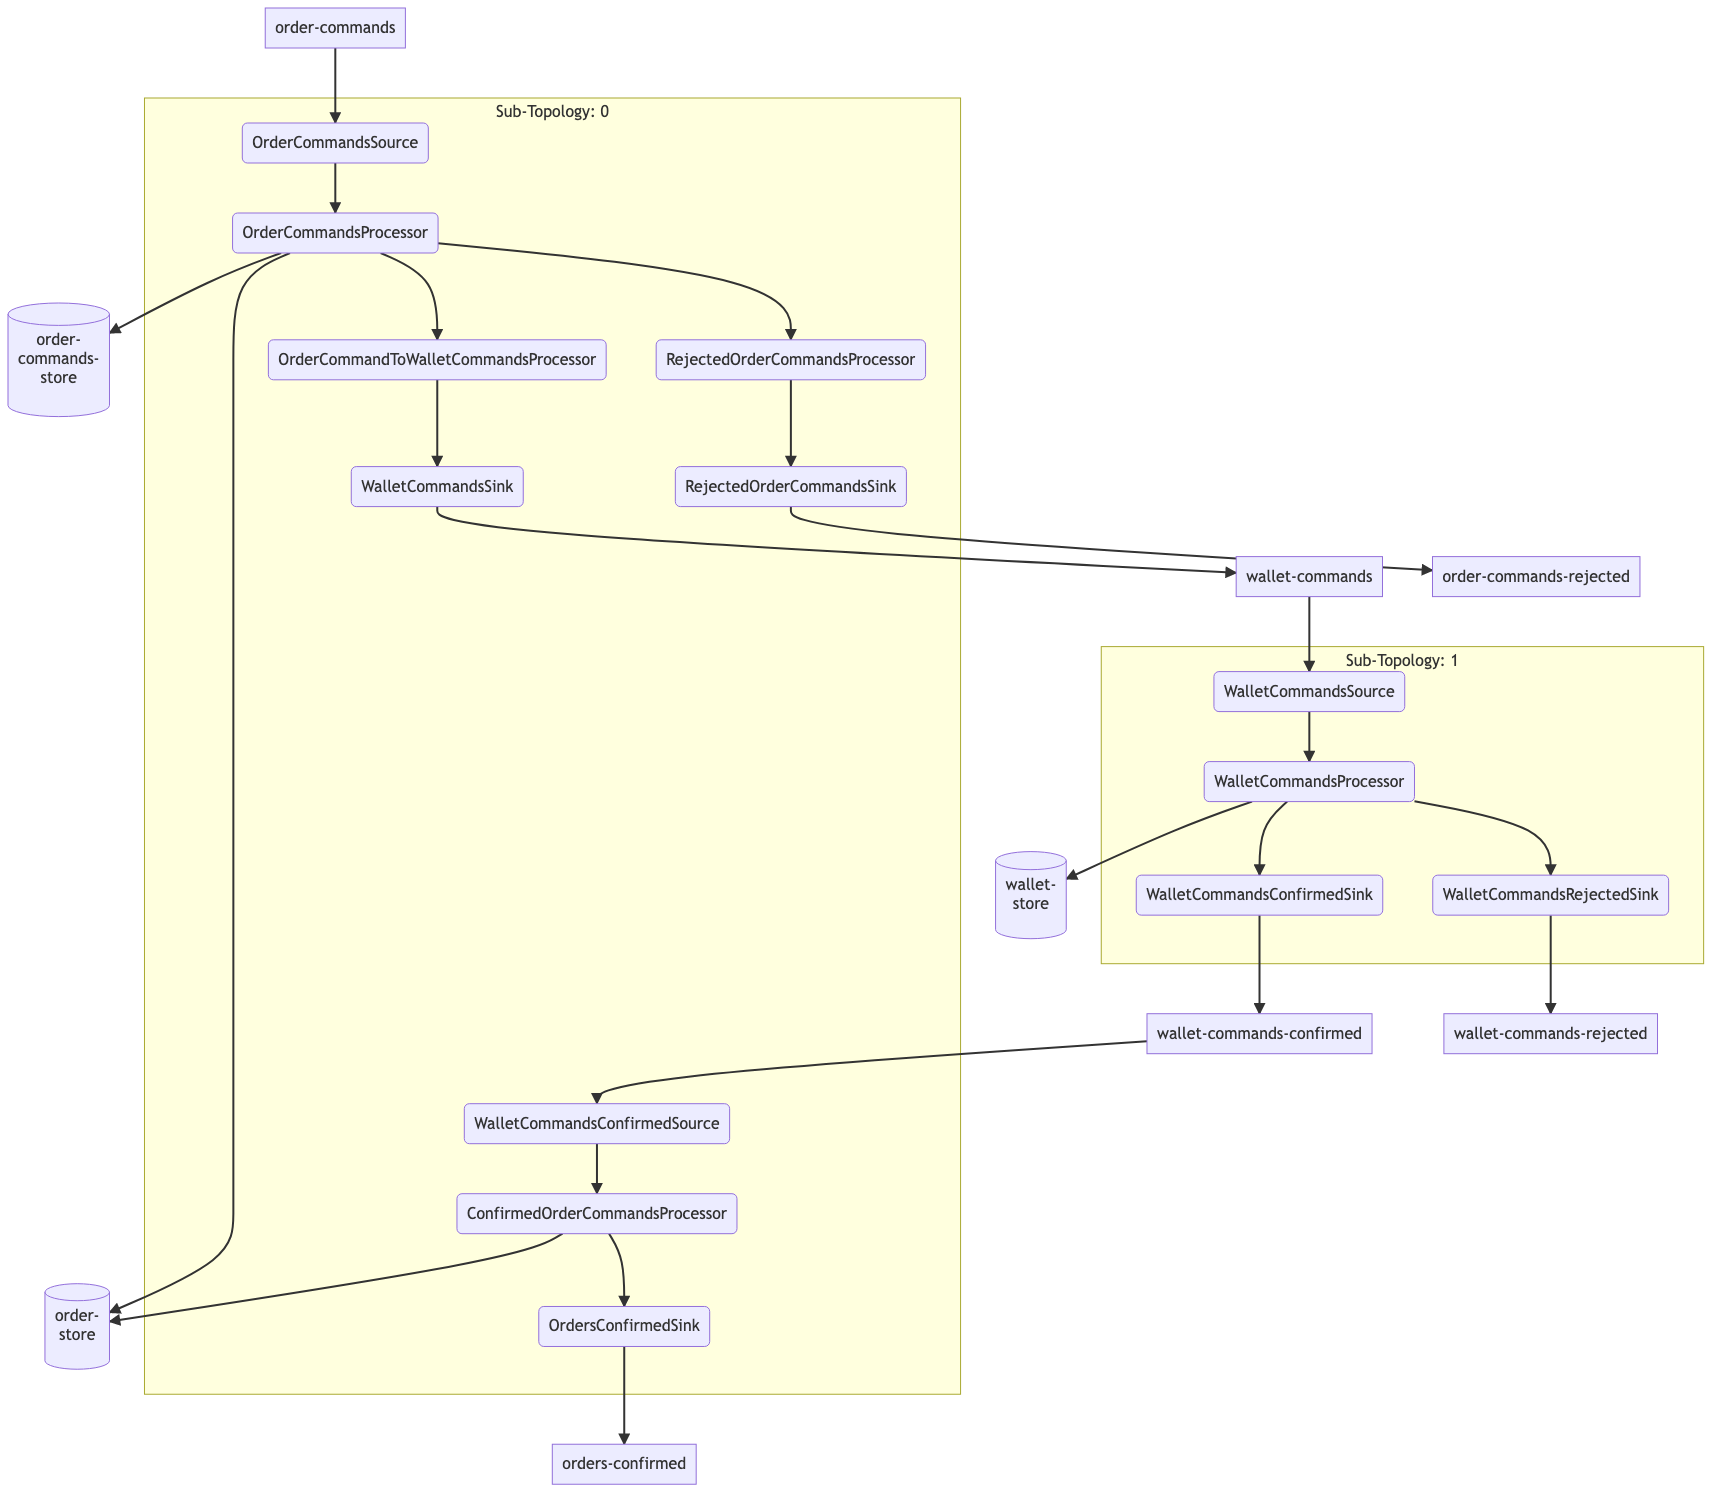 order-commands
Sub-Topology: 0
OrderCommandsSource
OrderCommandsProcessor
order-
commands-
store
OrderCommandToWalletCommandsProcessor
RejectedOrderCommandsProcessor
WalletCommandsSink
RejectedOrderCommandsSink
wallet-commands
order-commands-rejected
Sub-Topology: 1
WalletCommandsSource
WalletCommandsProcessor
wallet-
store
WalletCommandsConfirmedSink
WalletCommandsRejectedSink
wallet-commands-confirmed
wallet-commands-rejected
WalletCommandsConfirmedSource
ConfirmedOrderCommandsProcessor
order-
store
OrdersConfirmedSink
orders-confirmed